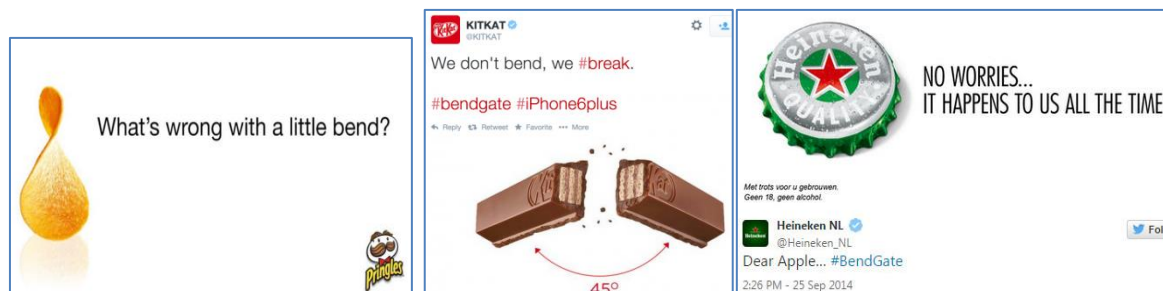 What's wrong with a little bend?
Pringles
KitKat
KITKAT
@KITKAT
We don't bend, we #break.
#bendgate #iPhone6plus
Reply Retweet Favorite ••• More
45°
Heineken
QUALITY
NO WORRIES...
IT HAPPENS TO US ALL THE TIME
Met trots voor u gebrouwen.
Geen 18, geen alcohol.
Heineken NL
@Heineken_NL
Fol
Dear Apple... #BendGate
2:26 PM - 25 Sep 2014